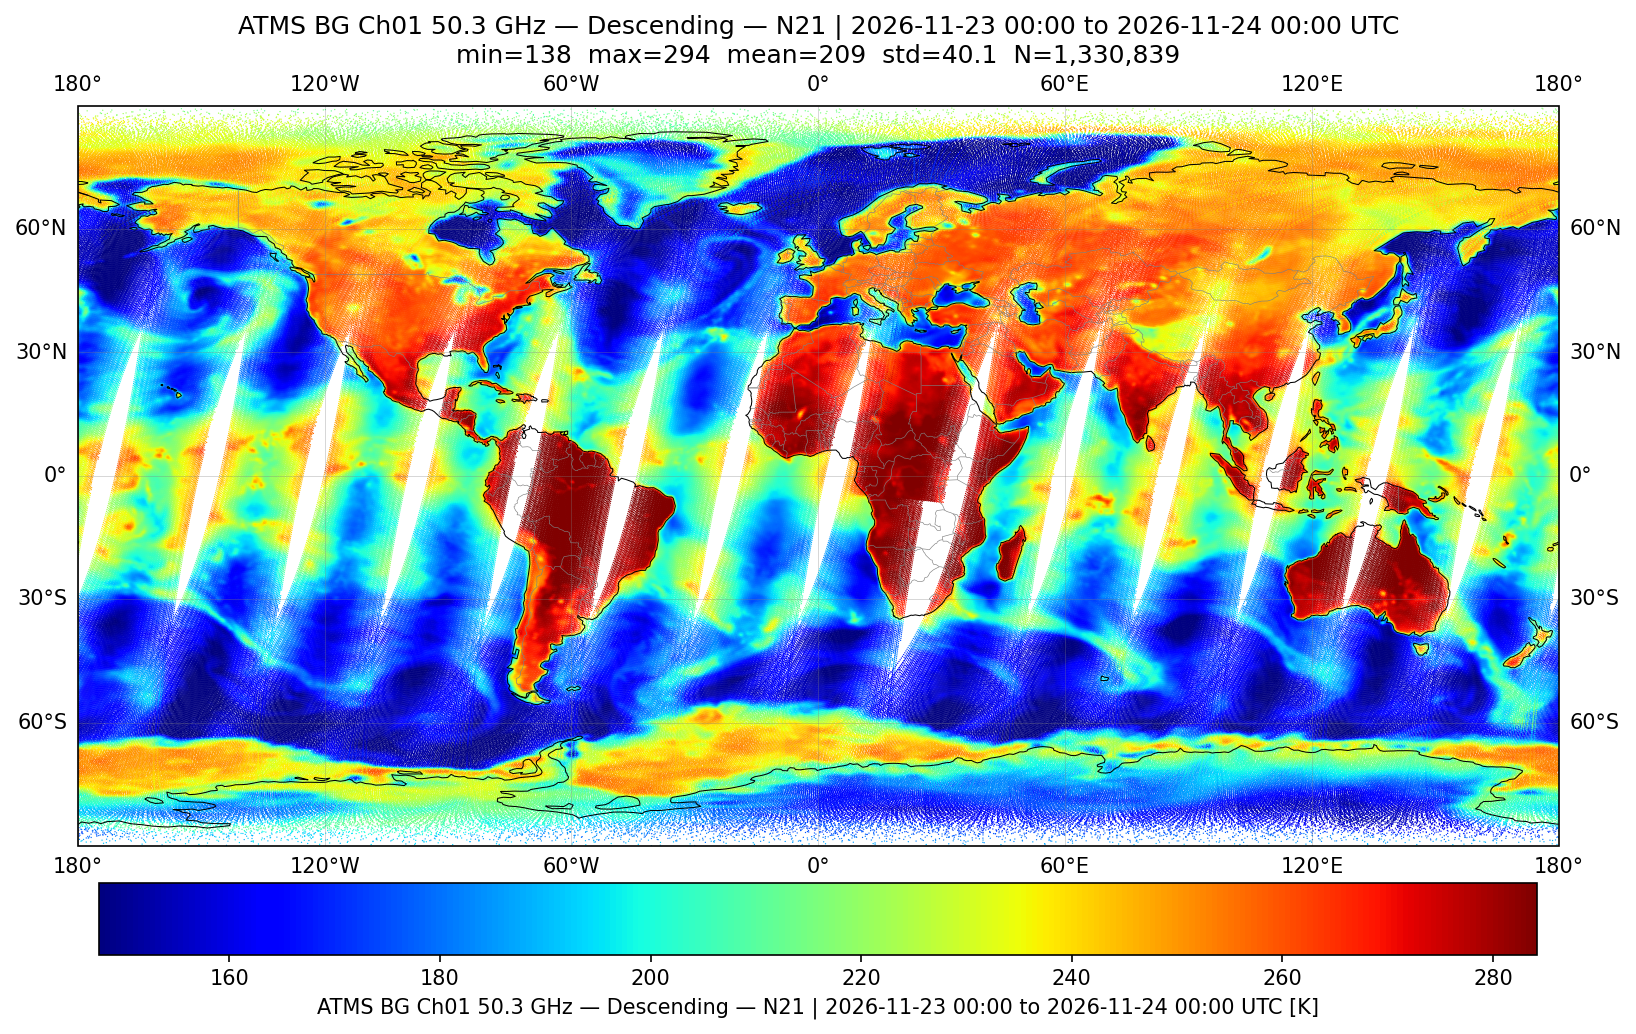 ATMS BG Ch01 50.3 GHz — Descending — N21 | 2026-11-23 00:00 to 2026-11-24 00:00 UTC
min=138 max=294 mean=209 std=40.1 N=1,330,839
180° 120°W 60°W 0° 60°E 120°E 180°
60°N 60°N
30°N 30°N
0° 0°
30°S 30°S
60°S 60°S
180° 120°W 60°W 0° 60°E 120°E 180°
160 180 200 220 240 260 280
ATMS BG Ch01 50.3 GHz — Descending — N21 | 2026-11-23 00:00 to 2026-11-24 00:00 UTC [K]